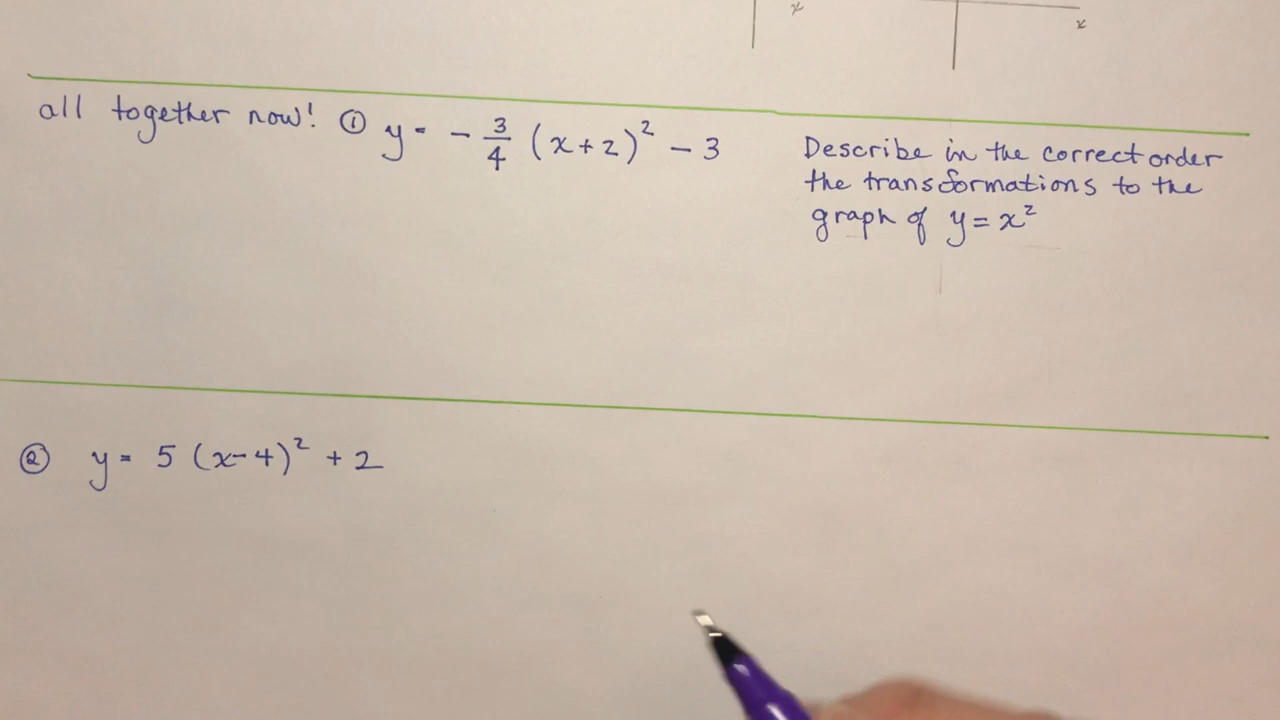 x
x
all together now! ① y = - 3/4 (x+2)² - 3
Describe in the correct order
the transformations to the
graph of y = x²
② y = 5 (x-4)² + 2